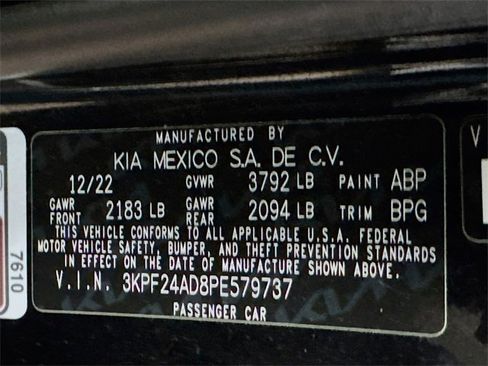 MANUFACTURED BY
KIA MEXICO S.A. DE C.V.
12/22 GVWR 3792 LB PAINT ABP
GAWR FRONT 2183 LB GAWR REAR 2094 LB TRIM BPG
THIS VEHICLE CONFORMS TO ALL APPLICABLE U.S.A. FEDERAL
MOTOR VEHICLE SAFETY, BUMPER, AND THEFT PREVENTION STANDARDS
IN EFFECT ON THE DATE OF MANUFACTURE SHOWN ABOVE.
V.I.N. 3KPF24AD8PE579737
PASSENGER CAR
7610
V